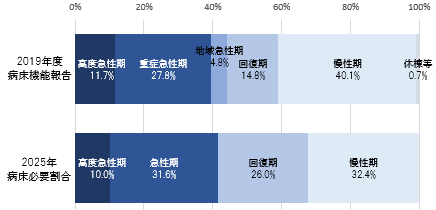 0% 20% 40% 60% 80% 100%
2019年度
病床機能報告
高度急性期
11.7%
重症急性期
27.8%
地域急性期
4.8%
回復期
14.8%
慢性期
40.1%
休棟等
0.7%
2025年
病床必要割合
高度急性期
10.0%
急性期
31.6%
回復期
26.0%
慢性期
32.4%